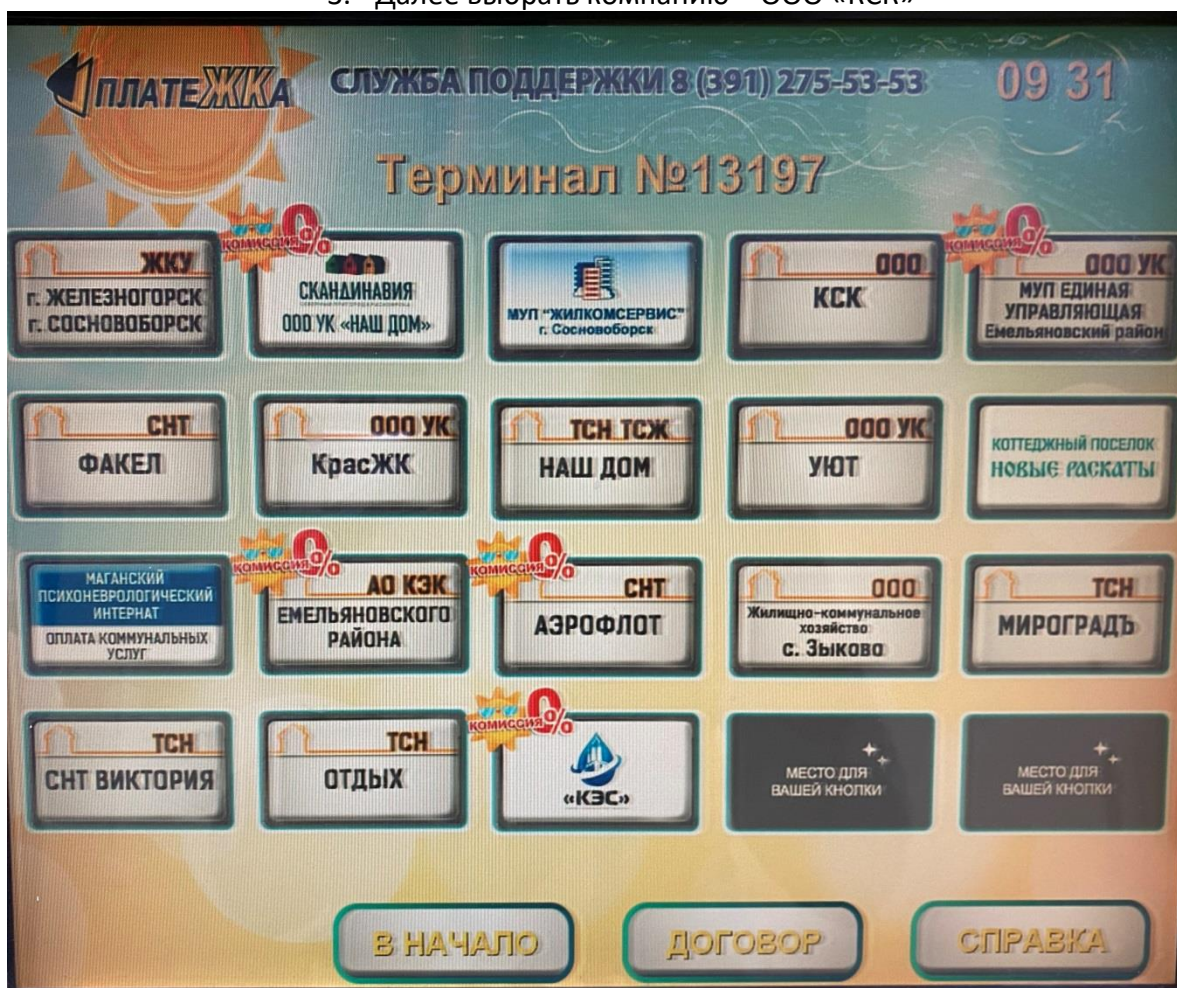 3. Далее выбрать компанию – ООО «КСК»
ПЛАТЕЖКА
СЛУЖБА ПОДДЕРЖКИ 8 (391) 275-53-53
09 31
Терминал №13197
ЖКУ
г. ЖЕЛЕЗНОГОРСК
г. СОСНОВОБОРСК
КОМИССИЯ 0%
СКАНДИНАВИЯ
ООО УК «НАШ ДОМ»
МУП "ЖИЛКОМСЕРВИС"
г. Сосновоборск
ООО
КСК
КОМИССИЯ 0%
ООО УК
МУП ЕДИНАЯ
УПРАВЛЯЮЩАЯ
Емельяновский район
СНТ
ФАКЕЛ
ООО УК
КрасЖК
ТСН ТСЖ
НАШ ДОМ
ООО УК
УЮТ
КОТТЕДЖНЫЙ ПОСЕЛОК
НОВЫЕ РАСКАТЫ
МАГАНСКИЙ
ПСИХОНЕВРОЛОГИЧЕСКИЙ
ИНТЕРНАТ
ОПЛАТА КОММУНАЛЬНЫХ
УСЛУГ
КОМИССИЯ 0%
АО КЭК
ЕМЕЛЬЯНОВСКОГО
РАЙОНА
КОМИССИЯ 0%
СНТ
АЭРОФЛОТ
ООО
Жилищно-коммунальное
хозяйство
с. Зыково
ТСН
МИРОГРАДЪ
ТСН
СНТ ВИКТОРИЯ
ТСН
ОТДЫХ
КОМИССИЯ 0%
«КЭС»
МЕСТО ДЛЯ
ВАШЕЙ КНОПКИ
МЕСТО ДЛЯ
ВАШЕЙ КНОПКИ
В НАЧАЛО
ДОГОВОР
СПРАВКА